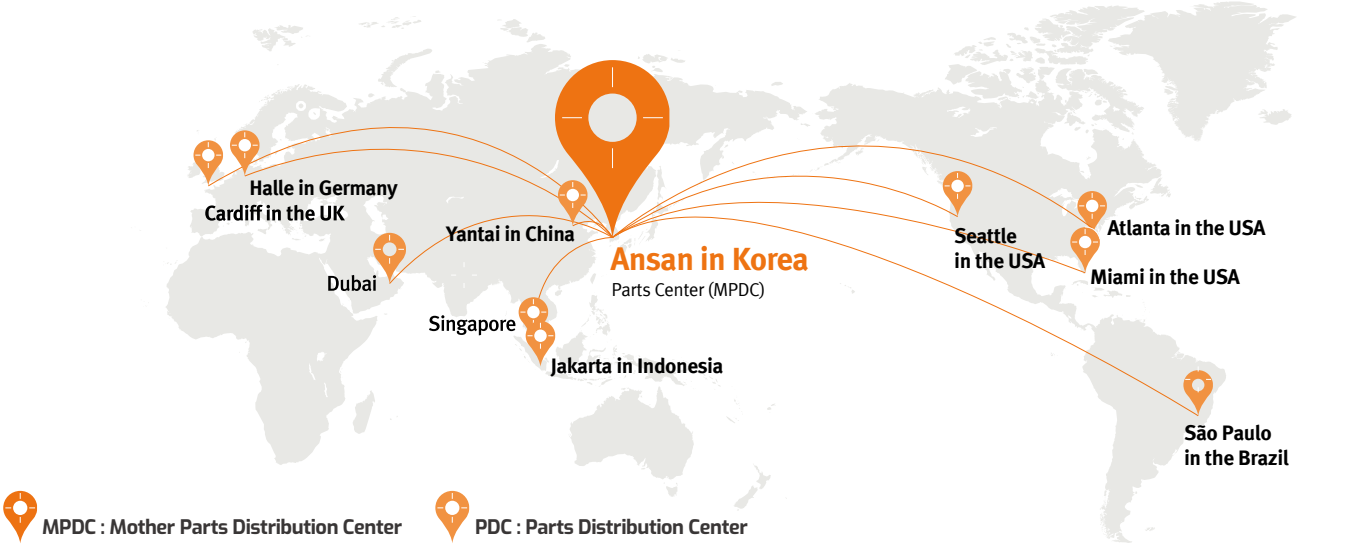 Halle in Germany
Cardiff in the UK
Yantai in China
Dubai
Singapore
Jakarta in Indonesia
Ansan in Korea
Parts Center (MPDC)
Seattle
in the USA
Atlanta in the USA
Miami in the USA
São Paulo
in the Brazil
MPDC : Mother Parts Distribution Center
PDC : Parts Distribution Center